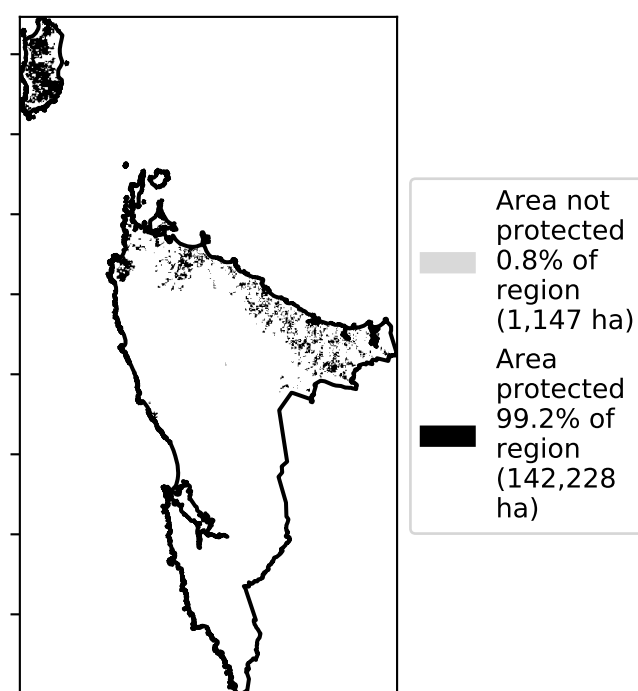 Area not
protected
0.8% of
region
(1,147 ha)
Area
protected
99.2% of
region
(142,228
ha)